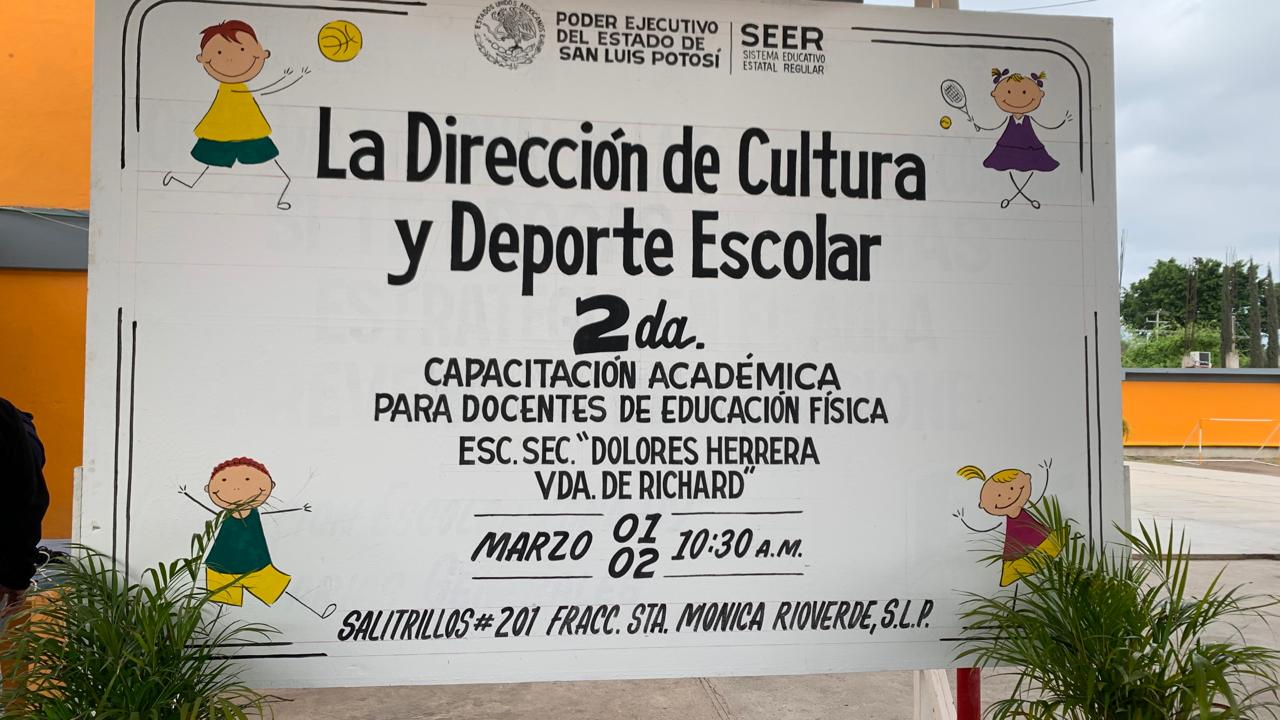 ESTADOS UNIDOS MEXICANOS
PODER EJECUTIVO
DEL ESTADO DE
SAN LUIS POTOSÍ
SEER
SISTEMA EDUCATIVO
ESTATAL REGULAR
La Dirección de Cultura
y Deporte Escolar
2da.
CAPACITACIÓN ACADÉMICA
PARA DOCENTES DE EDUCACIÓN FÍSICA
ESC. SEC. "DOLORES HERRERA
VDA. DE RICHARD"
MARZO 01 02 10:30 A.M.
SALITRILLOS #201 FRACC. STA. MONICA RIOVERDE, S.L.P.